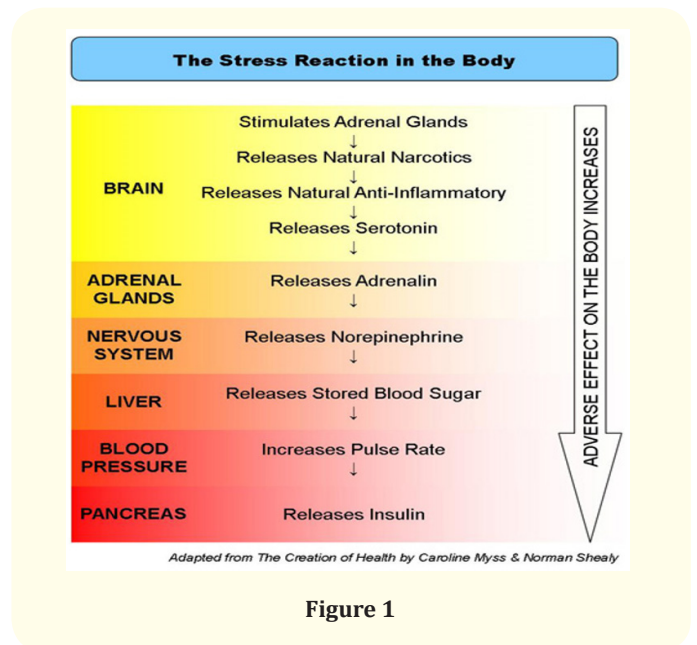 The Stress Reaction in the Body
BRAIN
Stimulates Adrenal Glands
↓
Releases Natural Narcotics
↓
Releases Natural Anti-Inflammatory
↓
Releases Serotonin
↓
ADRENAL
GLANDS
Releases Adrenalin
↓
NERVOUS
SYSTEM
Releases Norepinephrine
↓
LIVER
Releases Stored Blood Sugar
↓
BLOOD
PRESSURE
Increases Pulse Rate
↓
PANCREAS
Releases Insulin
ADVERSE EFFECT ON THE BODY INCREASES
Adapted from The Creation of Health by Caroline Myss & Norman Shealy
Figure 1